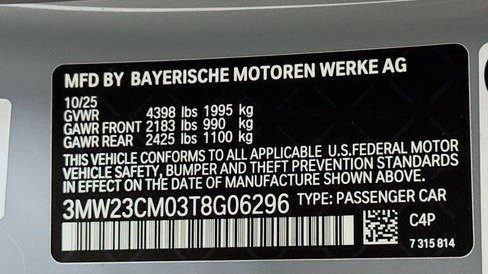 MFD BY BAYERISCHE MOTOREN WERKE AG
10/25
GVWR 4398 lbs 1995 kg
GAWR FRONT 2183 lbs 990 kg
GAWR REAR 2425 lbs 1100 kg
THIS VEHICLE CONFORMS TO ALL APPLICABLE U.S.FEDERAL MOTOR
VEHICLE SAFETY, BUMPER AND THEFT PREVENTION STANDARDS
IN EFFECT ON THE DATE OF MANUFACTURE SHOWN ABOVE.
3MW23CM03T8G06296 TYPE: PASSENGER CAR
C4P
7 315 814